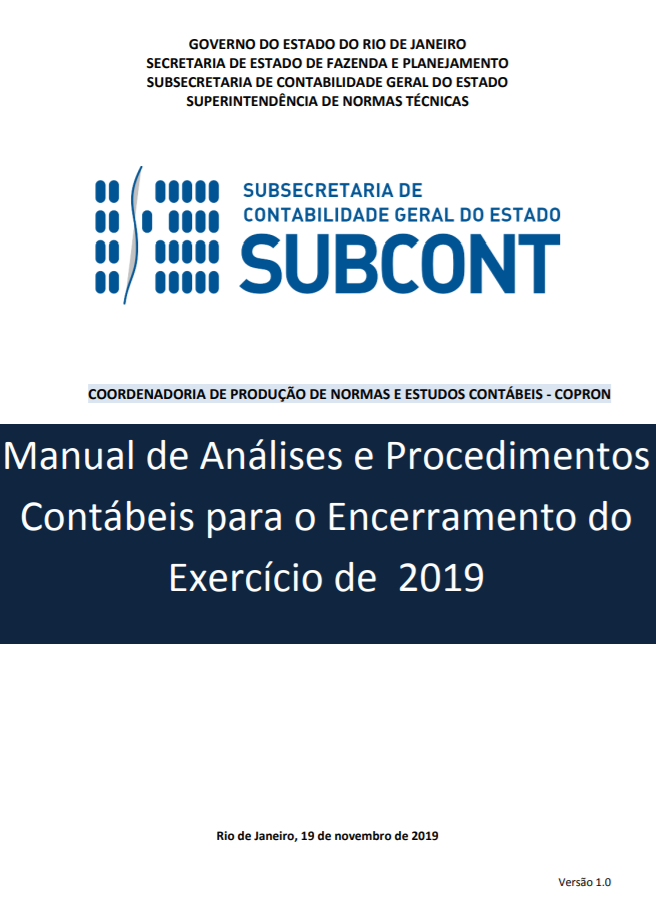 GOVERNO DO ESTADO DO RIO DE JANEIRO
SECRETARIA DE ESTADO DE FAZENDA E PLANEJAMENTO
SUBSECRETARIA DE CONTABILIDADE GERAL DO ESTADO
SUPERINTENDÊNCIA DE NORMAS TÉCNICAS
SUBSECRETARIA DE
CONTABILIDADE GERAL DO ESTADO
SUBCONT
COORDENADORIA DE PRODUÇÃO DE NORMAS E ESTUDOS CONTÁBEIS - COPRON
Manual de Análises e Procedimentos
Contábeis para o Encerramento do
Exercício de 2019
Rio de Janeiro, 19 de novembro de 2019
Versão 1.0